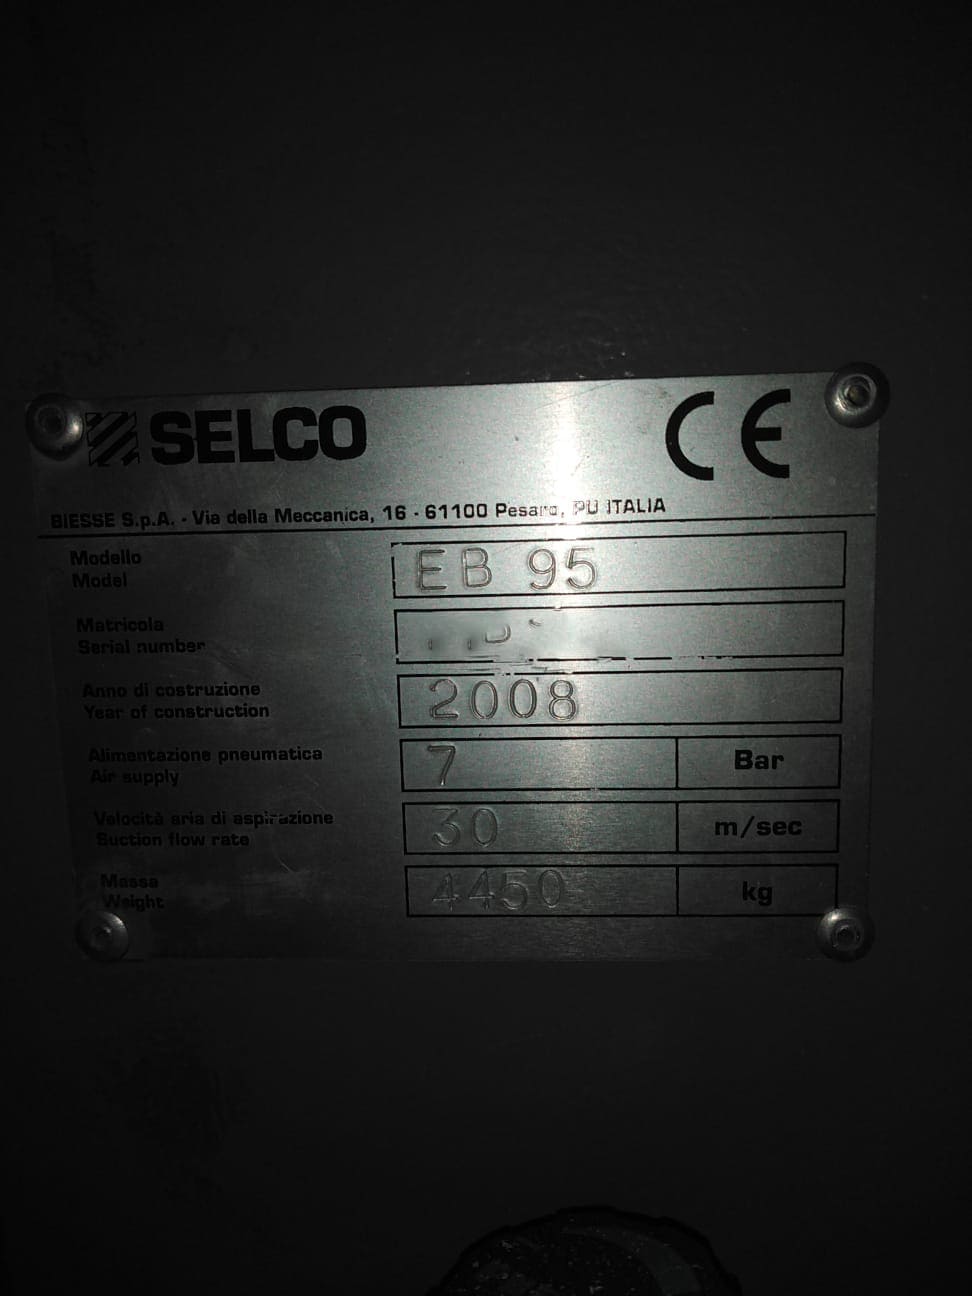 SELCO CE
BIESSE S.p.A. - Via della Meccanica, 16 - 61100 Pesaro, PU ITALIA
Modello
Model
EB 95
Matricola
Serial number
Anno di costruzione
Year of construction
2008
Alimentazione pneumatica
Air supply
7 Bar
Velocità aria di aspirazione
Suction flow rate
30 m/sec
Massa
Weight
4450 kg